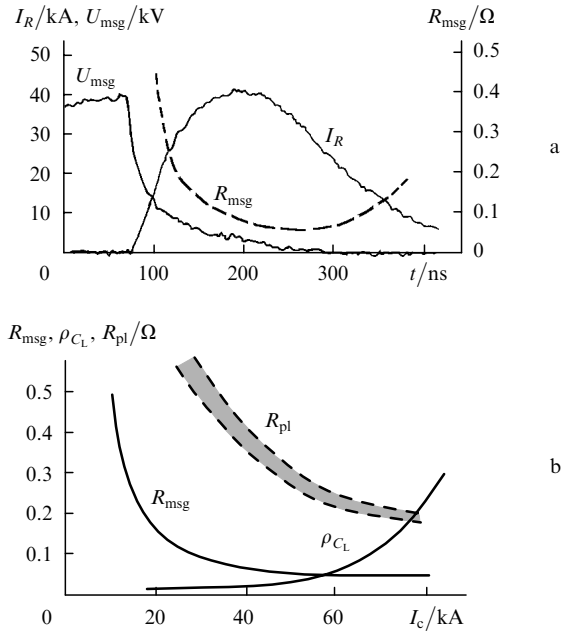 I_R/kA, U_msg/kV
R_msg/Ω
50 0.5
U_msg
40 0.4
I_R
30 0.3
a
20 0.2
R_msg
10 0.1
0
0 100 200 300 t/ns
R_msg, ρ_C_L, R_pl/Ω
0.5
R_pl
0.4
b
0.3
R_msg
0.2
ρ_C_L
0.1
0 20 40 60 80 I_c/kA